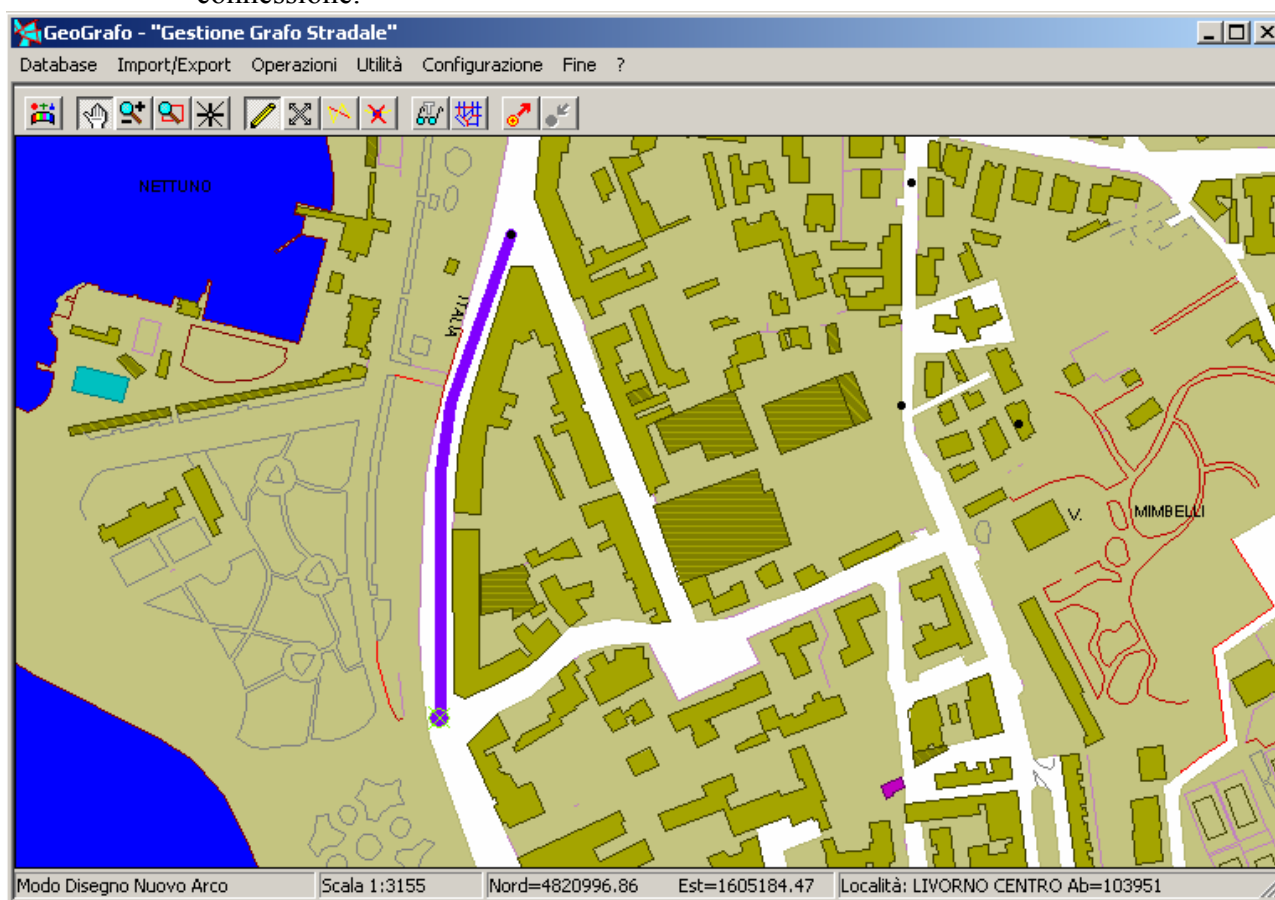 connessione.
GeoGrafo - "Gestione Grafo Stradale"
Database Import/Export Operazioni Utilità Configurazione Fine ?
NETTUNO
ITALIA
V. MIMBELLI
Modo Disegno Nuovo Arco Scala 1:3155 Nord=4820996.86 Est=1605184.47 Località: LIVORNO CENTRO Ab=103951